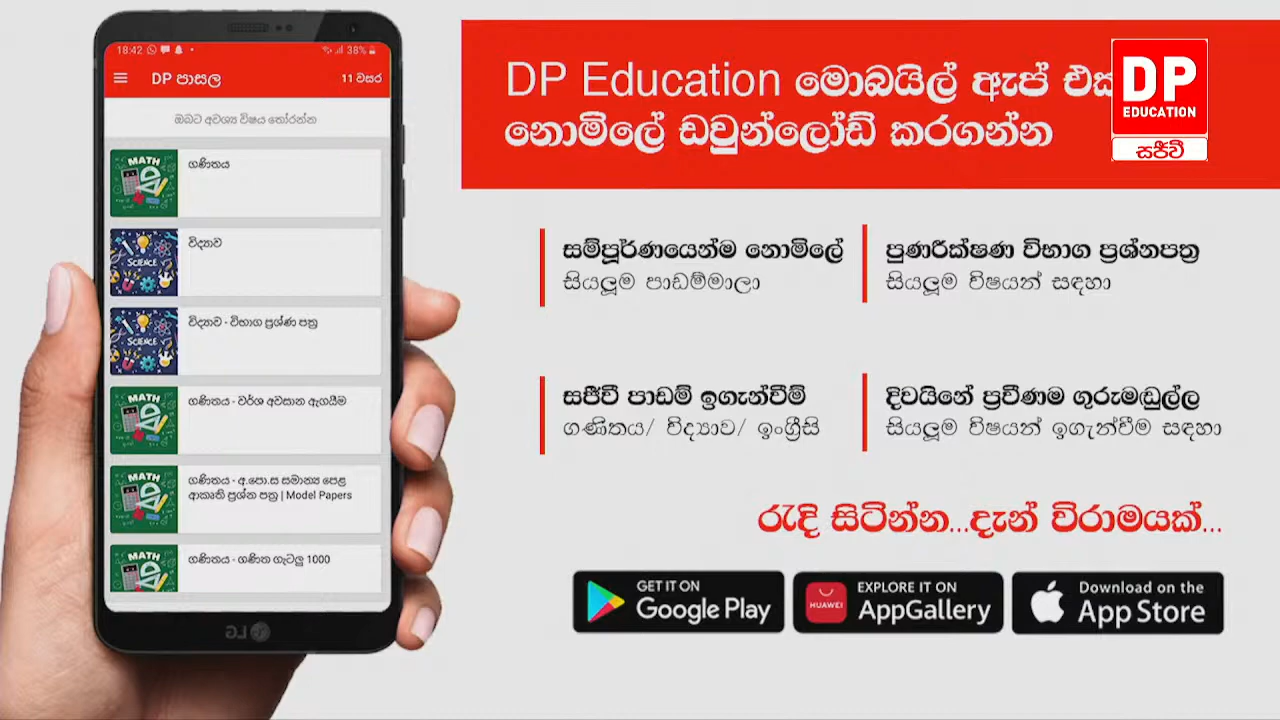 18:42
38%
DP පාසල
11 වසර
ඔබට අවශ්‍ය විෂය තෝරන්න
MATH
ගණිතය
SCIENCE
විද්‍යාව
SCIENCE
විද්‍යාව - විභාග ප්‍රශ්ණ පත්‍ර
MATH
ගණිතය - වර්ශ අවසාන ඇගයීම
MATH
ගණිතය - අ.පො.ස සමාන්‍ය පෙළ
ආකෘති ප්‍රශ්න පත්‍ර | Model Papers
MATH
ගණිතය - ගණිත ගැටලු 1000
LG
DP Education මොබයිල් ඇප් එක
නොමිලේ ඩවුන්ලෝඩ් කරගන්න
DP
EDUCATION
සජීවී
සම්පූර්ණයෙන්ම නොමිලේ
සියලූම පාඩම්මාලා
පුණරීක්ෂණ විභාග ප්‍රශ්නපත්‍ර
සියලූම විෂයන් සඳහා
සජීවී පාඩම් ඉගැන්වීම්
ගණිතය/ විද්‍යාව/ ඉංග්‍රීසි
දිවයිනේ ප්‍රවීණම ගුරුමඬුල්ල
සියලූම විෂයන් ඉගැන්වීම සඳහා
රැඳි සිටින්න...දැන් විරාමයක්...
GET IT ON
Google Play
HUAWEI
EXPLORE IT ON
AppGallery
Download on the
App Store